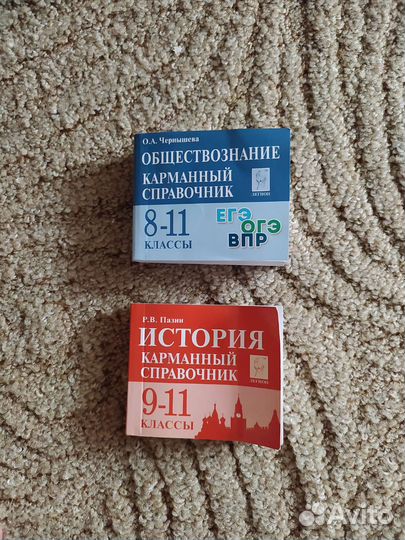 О.А. Чернышева
ОБЩЕСТВОЗНАНИЕ
КАРМАННЫЙ
СПРАВОЧНИК
ЛЕГИОН
8-11
КЛАССЫ
ЕГЭ
ОГЭ
ВПР
Р.В. Пазин
ИСТОРИЯ
КАРМАННЫЙ
СПРАВОЧНИК
ЛЕГИОН
9-11
КЛАССЫ
Avito